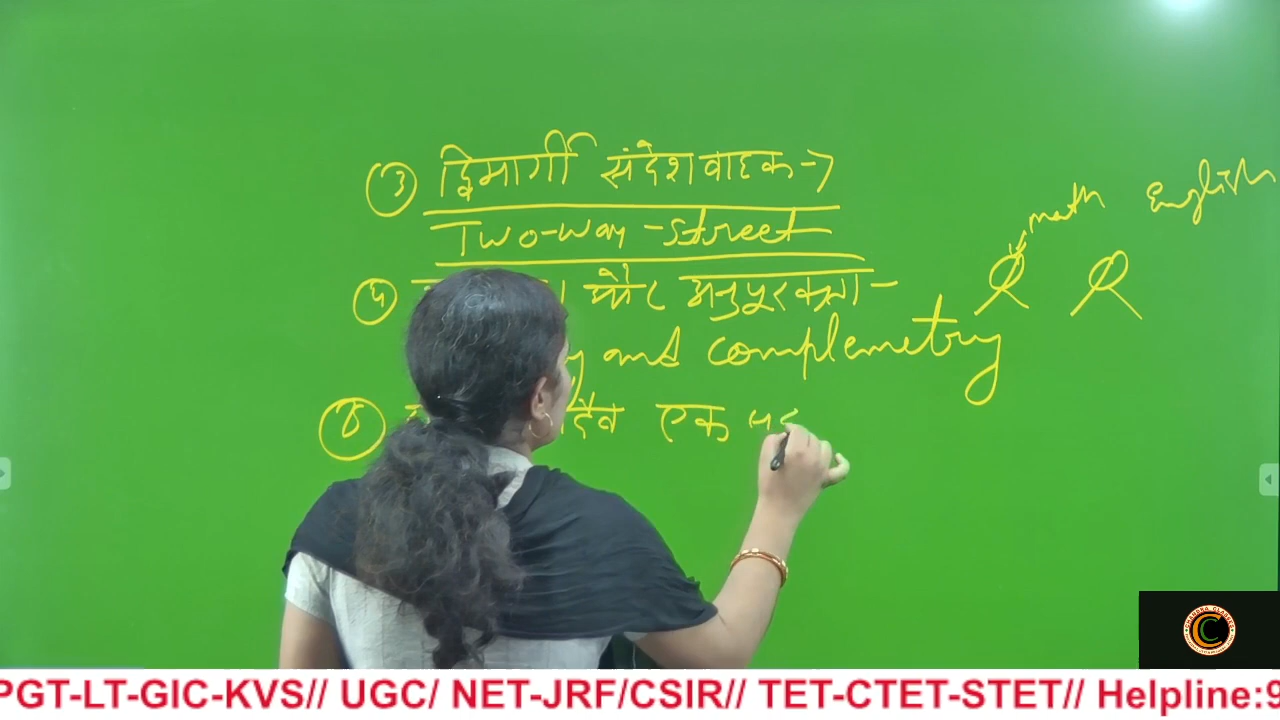 ③ द्विमार्गी संदेशवाहक→
Two-way-Street
math English
५ और अनुपूरकता-
y and complemetry
दैव एक
PGT-LT-GIC-KVS// UGC/ NET-JRF/CSIR// TET-CTET-STET// Helpline:9